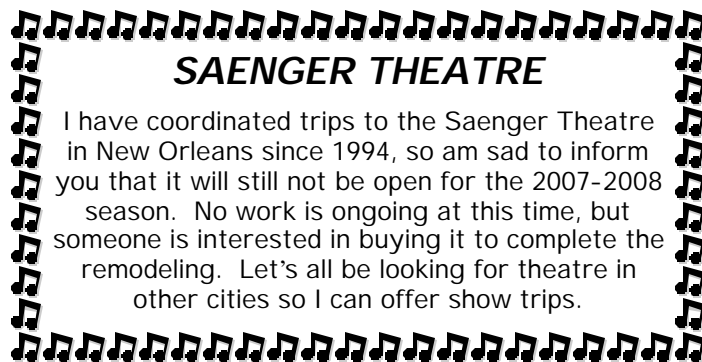 SAENGER THEATRE
I have coordinated trips to the Saenger Theatre
in New Orleans since 1994, so am sad to inform
you that it will still not be open for the 2007-2008
season.  No work is ongoing at this time, but
someone is interested in buying it to complete the
remodeling.  Let’s all be looking for theatre in
other cities so I can offer show trips.